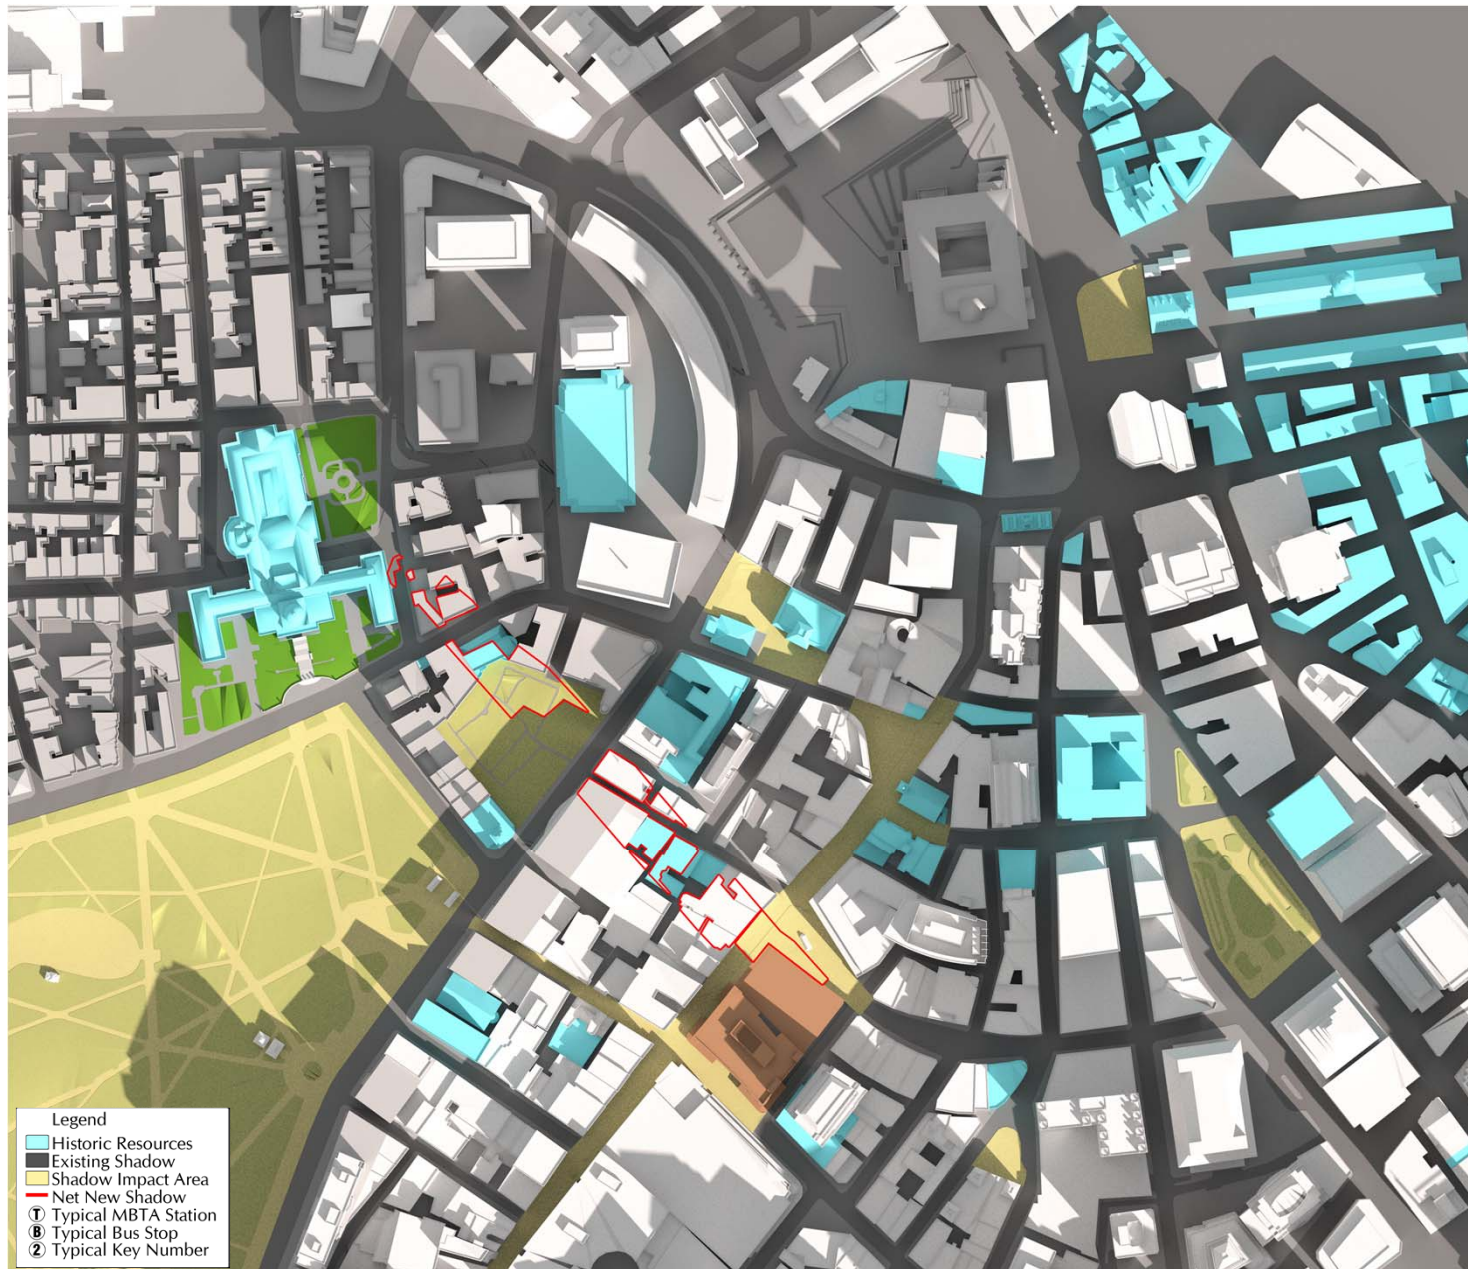 Legend
Historic Resources
Existing Shadow
Shadow Impact Area
Net New Shadow
T Typical MBTA Station
B Typical Bus Stop
2 Typical Key Number